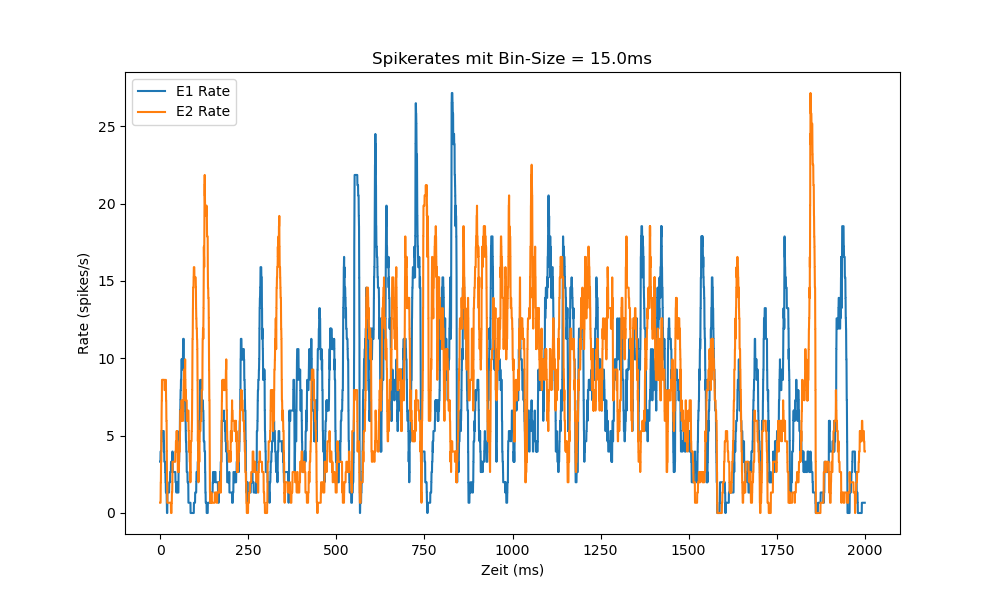 Spikerates mit Bin-Size = 15.0ms
E1 Rate
E2 Rate
Rate (spikes/s)
25
20
15
10
5
0
0 250 500 750 1000 1250 1500 1750 2000
Zeit (ms)